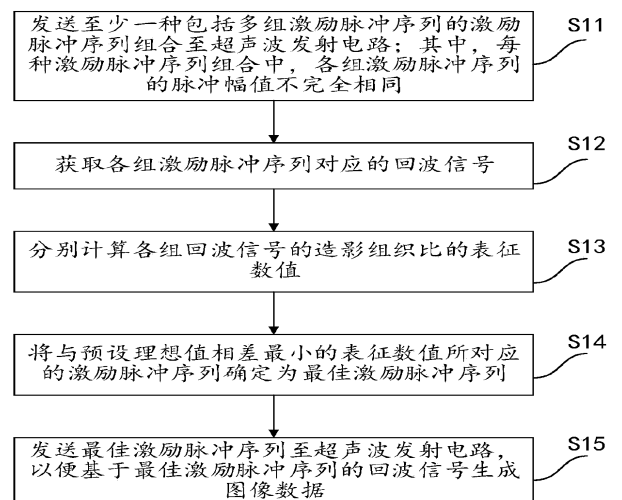 发送至少一种包括多组激励脉冲序列的激励
脉冲序列组合至超声波发射电路；其中，每
种激励脉冲序列组合中，各组激励脉冲序列
的脉冲幅值不完全相同
S11
获取各组激励脉冲序列对应的回波信号
S12
分别计算各组回波信号的造影组织比的表征
数值
S13
将与预设理想值相差最小的表征数值所对应
的激励脉冲序列确定为最佳激励脉冲序列
S14
发送最佳激励脉冲序列至超声波发射电路，
以便基于最佳激励脉冲序列的回波信号生成
图像数据
S15